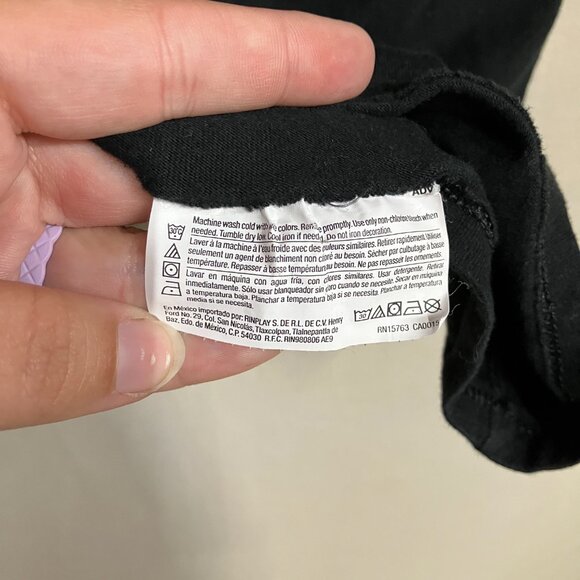 ADV
Machine wash cold with like colors. Remove promptly. Use only non-chlorine bleach when
needed. Tumble dry low. Cool iron if needed. Do not iron decoration.
Laver à la machine à l'eau froide avec des couleurs similaires. Retirer rapidement. Utilisez
seulement un agent de blanchiment non chloré au besoin. Sécher par culbutage à basse
température. Repasser à basse température au besoin. Ne pas repasser les ornements.
Lavar en máquina con agua fría, con colores similares. Usar detergente. Retirar
inmediatamente. Sólo usar blanqueador sin cloro cuando se necesite. Secar en máquina
a temperatura baja. Planchar a temperatura baja si se necesita. Planchar a temperatura
media si se necesita.
30°C
En México importado por: RINPLAY S. DE R.L. DE C.V. Henry
Ford No. 29, Col. San Nicolás, Tlaxcolpan, Tlalnepantla de
Baz, Edo. de México, C.P. 54030 R.F.C. RIN980806 AE9
RN15763 CA0015